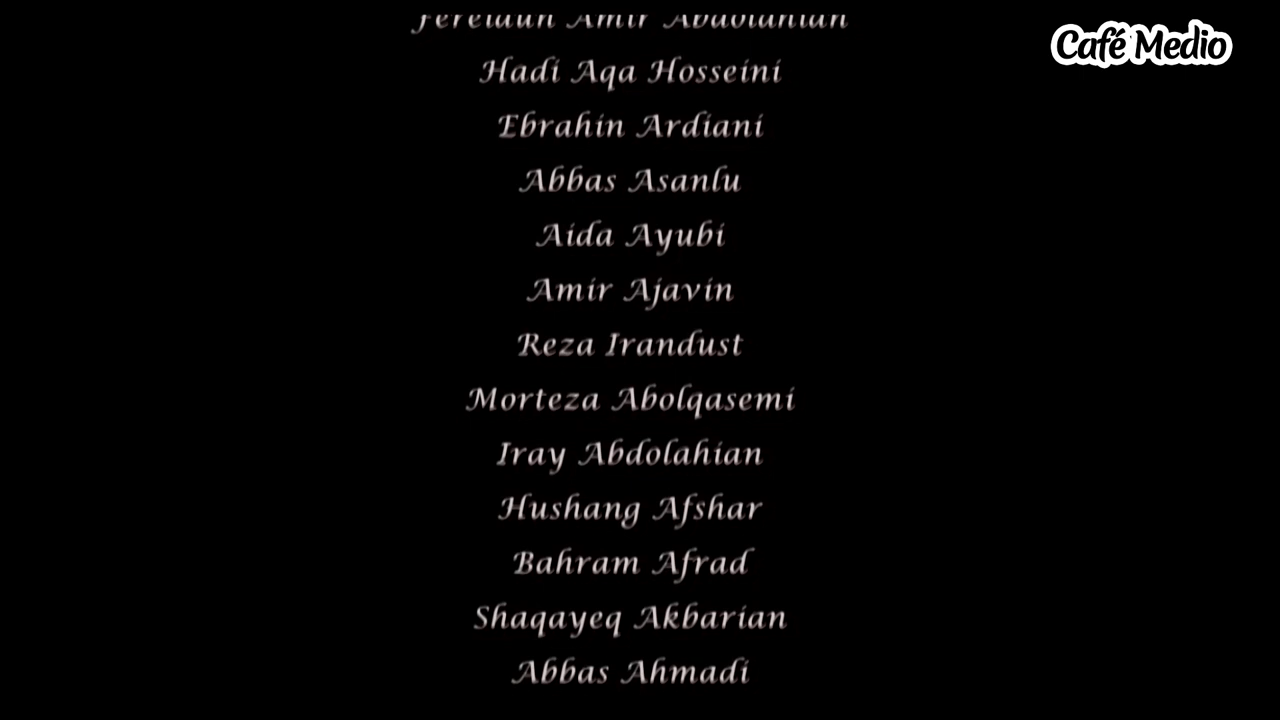 Café Medio
Amir
Hadi Aqa Hosseini
Ebrahin Ardiani
Abbas Asanlu
Aida Ayubi
Amir Ajavin
Reza Irandust
Morteza Abolqasemi
Iray Abdolahian
Hushang Afshar
Bahram Afrad
Shaqayeq Akbarian
Abbas Ahmadi